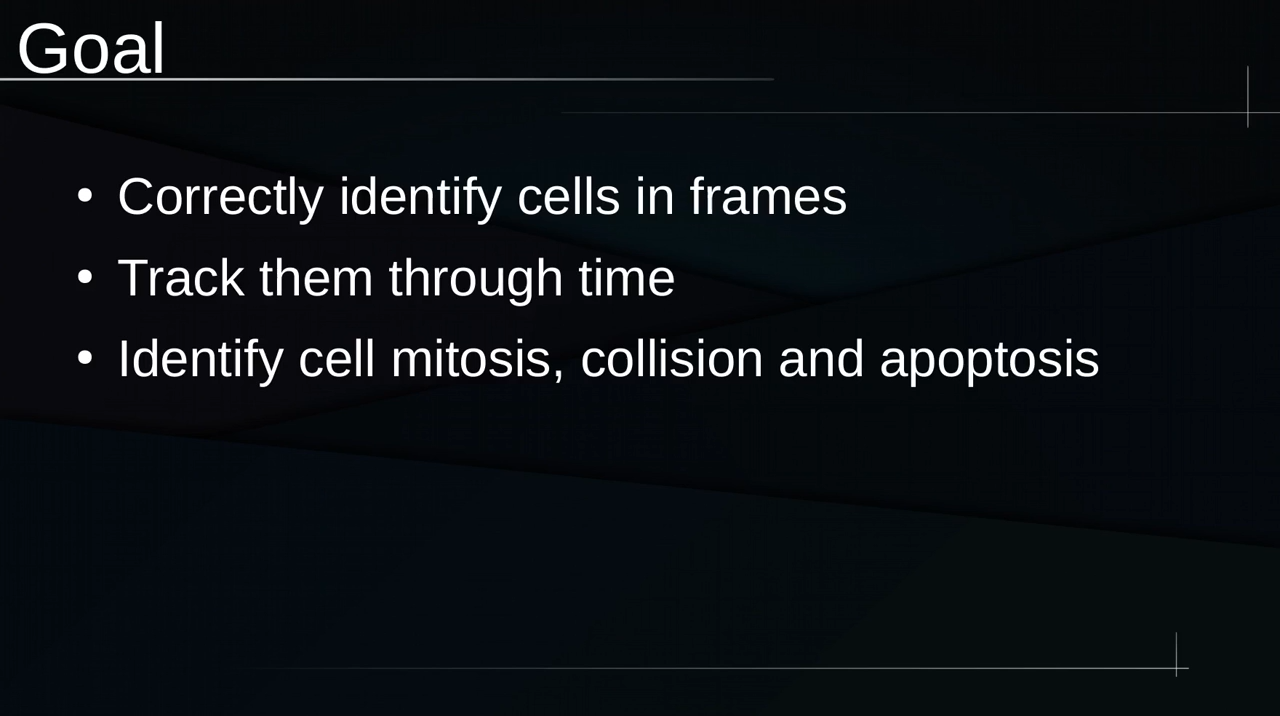 Goal
• Correctly identify cells in frames
• Track them through time
• Identify cell mitosis, collision and apoptosis